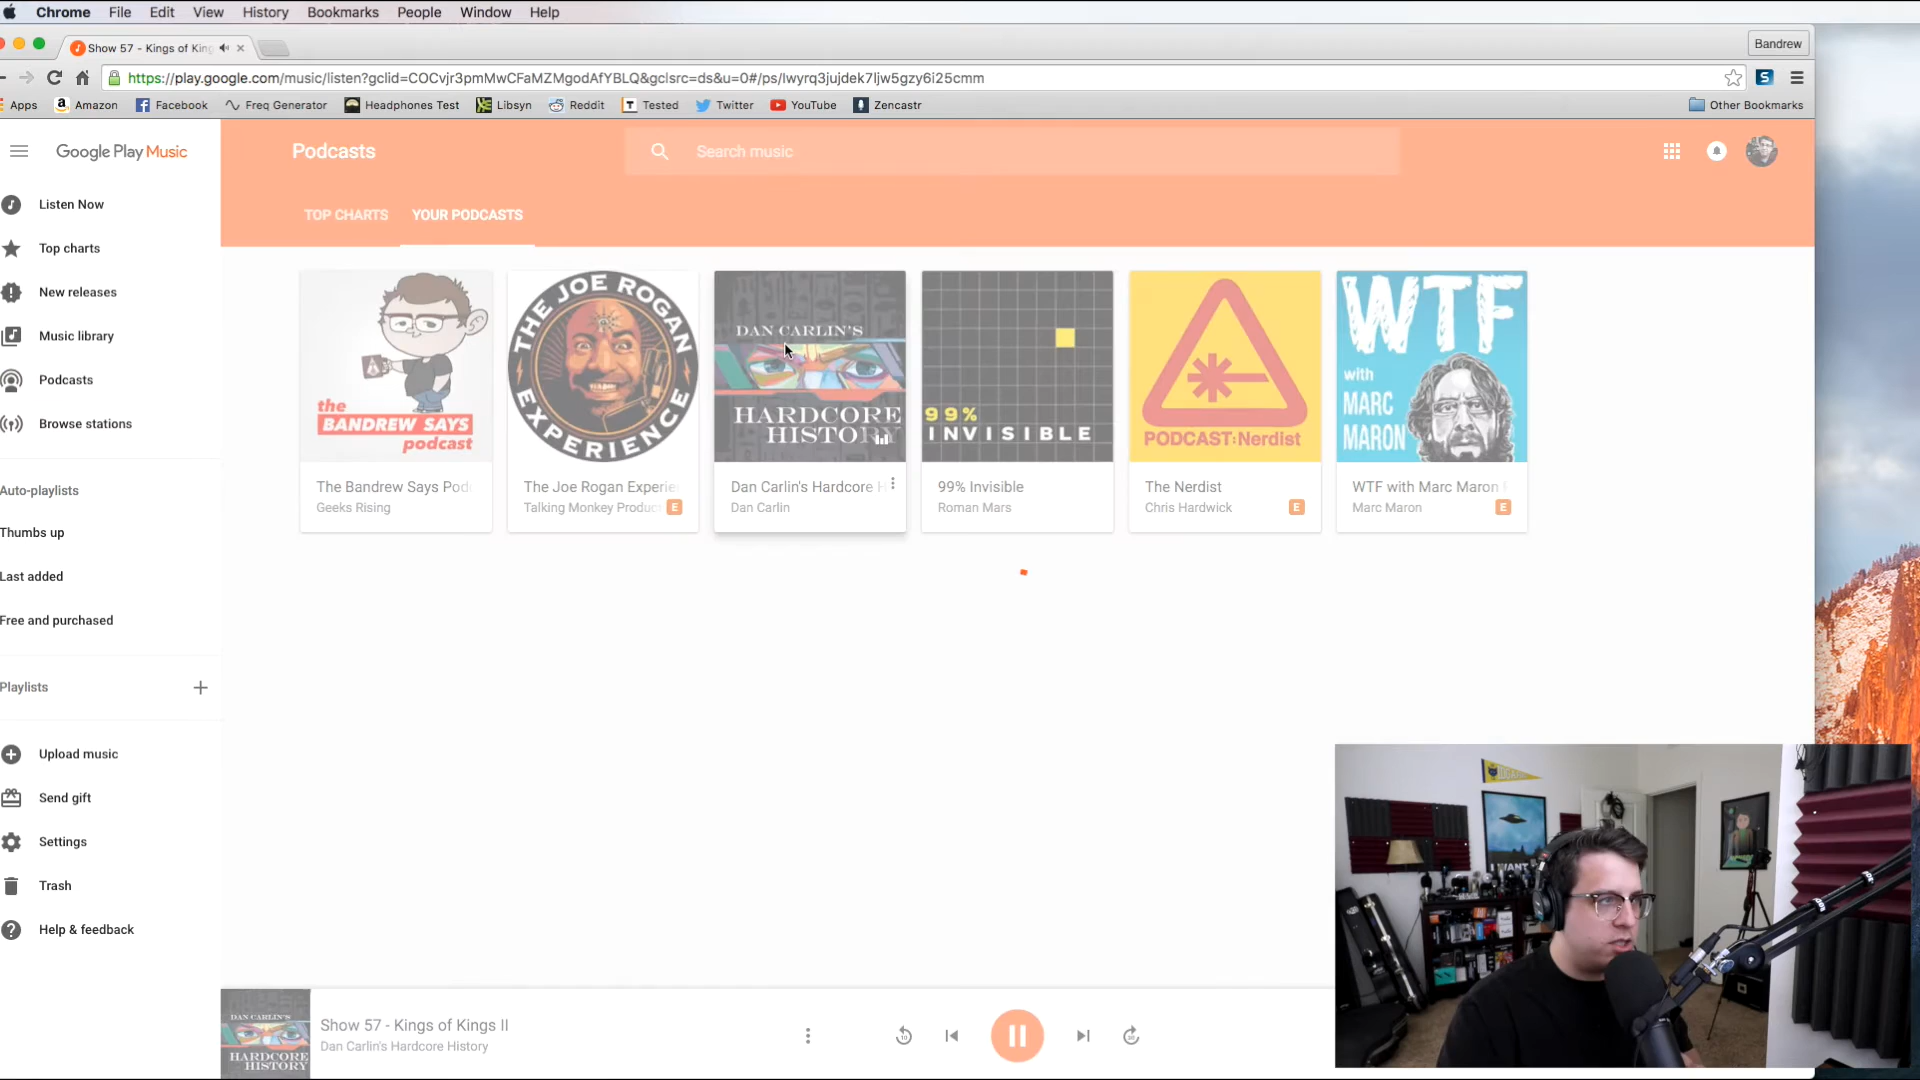 Chrome File Edit View History Bookmarks People Window Help
Show 57 - Kings of King
Bandrew
https://play.google.com/music/listen?gclid=COCvjr3pmMwCFaMZMgodAfYBLQ&gclsrc=ds&u=0#/ps/Iwyrq3jujdek7ljw5gzy6i25cmm
Apps Amazon Facebook Freq Generator Headphones Test Libsyn Reddit Tested Twitter YouTube Zencastr Other Bookmarks
Google Play Music
Podcasts
Search music
TOP CHARTS YOUR PODCASTS
Listen Now
Top charts
New releases
Music library
Podcasts
Browse stations
Auto-playlists
Thumbs up
Last added
Free and purchased
Playlists
Upload music
Send gift
Settings
Trash
Help & feedback
the
BANDREW SAYS
podcast
The Bandrew Says Pod
Geeks Rising
THE JOE ROGAN
EXPERIENCE
The Joe Rogan Experie
Talking Monkey Produc E
DAN CARLIN'S
HARDCORE
HISTORY
Dan Carlin's Hardcore H
Dan Carlin
99%
INVISIBLE
99% Invisible
Roman Mars
PODCAST:Nerdist
The Nerdist
Chris Hardwick E
WTF
with
MARC
MARON
WTF with Marc Maron
Marc Maron E
DAN CARLIN'S
HARDCORE
HISTORY
Show 57 - Kings of Kings II
Dan Carlin's Hardcore History
10
30
I WANT